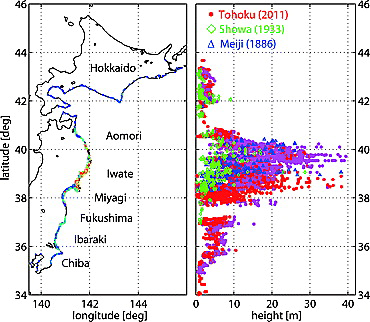 46
44
42
40
38
36
34
latitude [deg]
Hokkaido
Aomori
Iwate
Miyagi
Fukushima
Ibaraki
Chiba
140 142 144
longitude [deg]
Tohoku (2011)
Showa (1933)
Meiji (1886)
46
44
42
40
38
36
34
latitude [deg]
0 10 20 30 40
height [m]